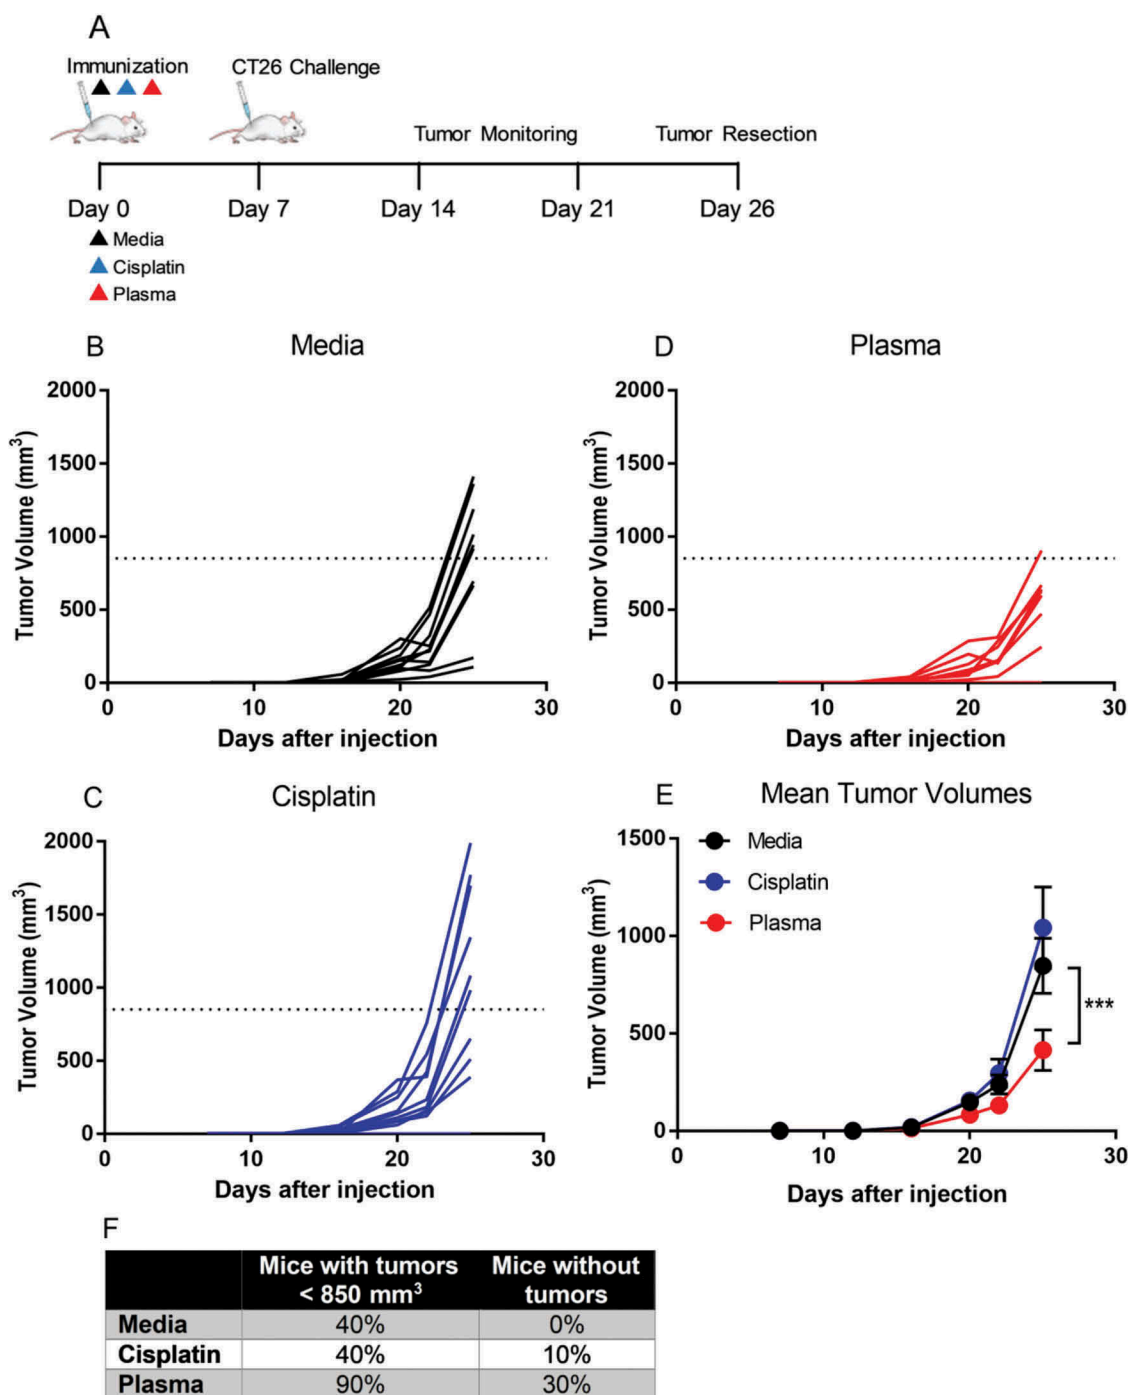 A
Immunization
CT26 Challenge
Tumor Monitoring
Tumor Resection
Day 0
Day 7
Day 14
Day 21
Day 26
Media
Cisplatin
Plasma
B
Media
2000
1500
1000
500
0
Tumor Volume (mm³)
0
10
20
30
Days after injection
D
Plasma
2000
1500
1000
500
0
Tumor Volume (mm³)
0
10
20
30
Days after injection
C
Cisplatin
2000
1500
1000
500
0
Tumor Volume (mm³)
0
10
20
30
Days after injection
E
Mean Tumor Volumes
Media
Cisplatin
Plasma
1500
1000
500
0
Tumor Volume (mm³)
***
0
10
20
30
Days after injection
F
Mice with tumors
< 850 mm³
Mice without
tumors
Media 40% 0%
Cisplatin 40% 10%
Plasma 90% 30%